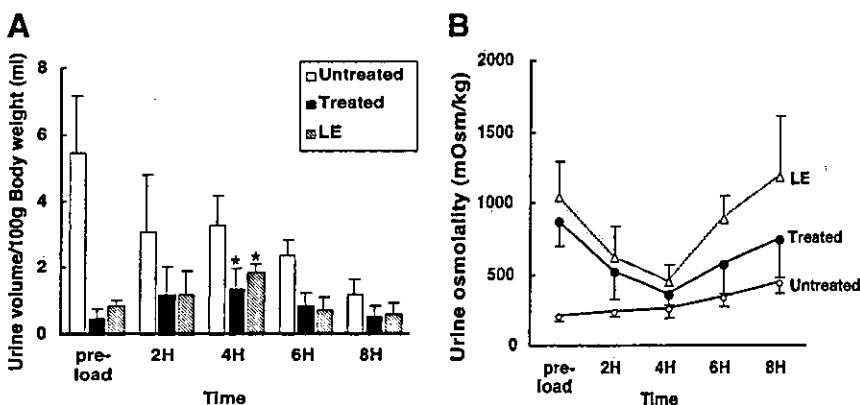 A
Urine volume/100g Body weight (ml)
8
6
4
2
0
Untreated
Treated
LE
* *
pre-load 2H 4H 6H 8H
Time
B
Urine osmolality (mOsm/kg)
2000
1500
1000
500
0
LE
Treated
Untreated
pre-load 2H 4H 6H 8H
Time